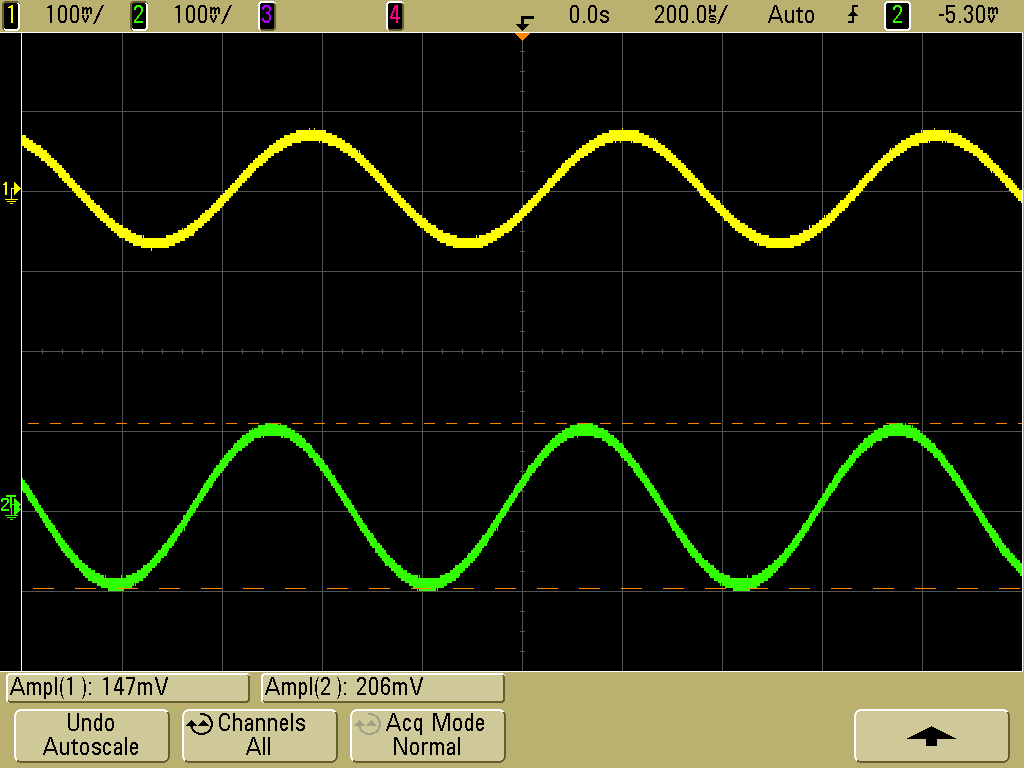 1 100mV/ 2 100mV/ 3 4 0.0s 200.0µs/ Auto 2 -5.30mV
1
2
Ampl(1): 147mV Ampl(2): 206mV
Undo Autoscale
Channels All
Acq Mode Normal